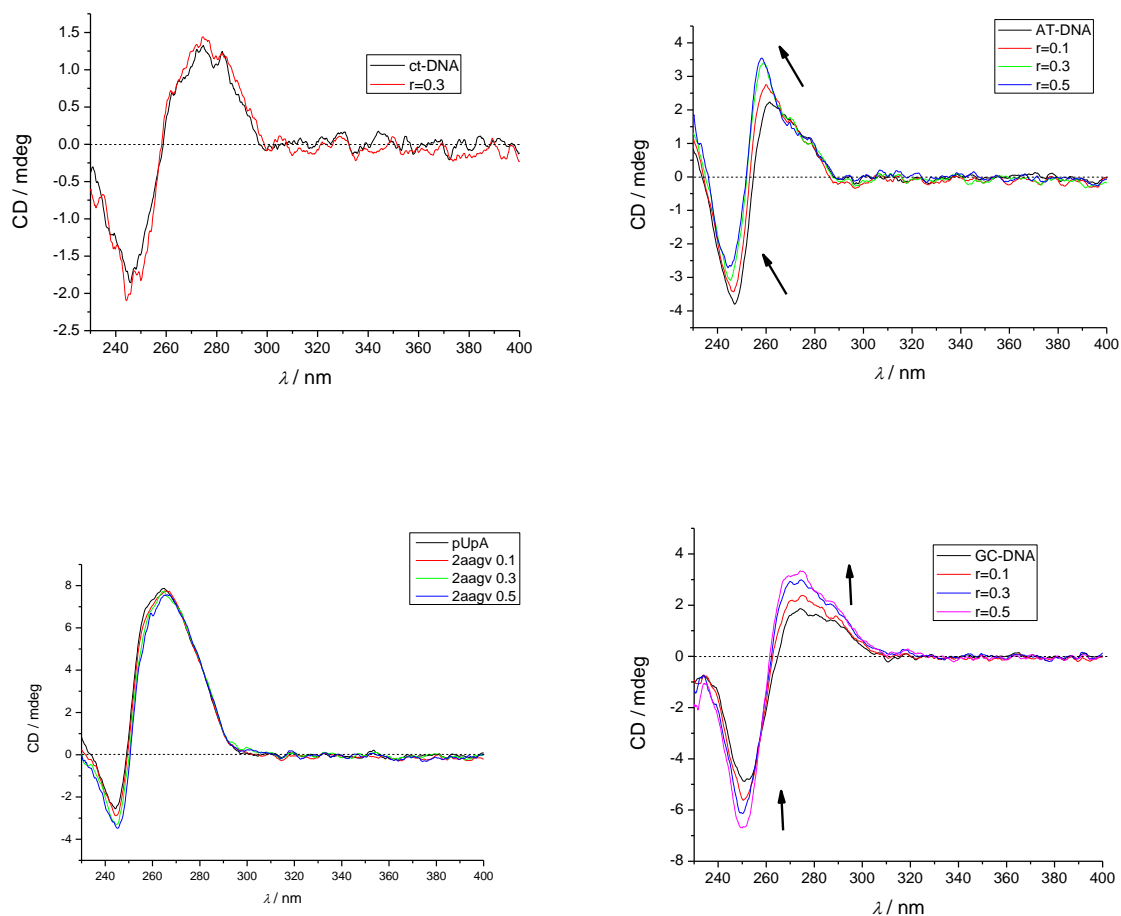 ct-DNA
r=0.3
CD / mdeg
1.5
1.0
0.5
0.0
-0.5
-1.0
-1.5
-2.0
-2.5
240 260 280 300 320 340 360 380 400
λ / nm
AT-DNA
r=0.1
r=0.3
r=0.5
CD / mdeg
4
3
2
1
0
-1
-2
-3
-4
240 260 280 300 320 340 360 380 400
λ / nm
pUpA
2aagv 0.1
2aagv 0.3
2aagv 0.5
CD / mdeg
8
6
4
2
0
-2
-4
240 260 280 300 320 340 360 380 400
λ / nm
GC-DNA
r=0.1
r=0.3
r=0.5
CD / mdeg
4
2
0
-2
-4
-6
-8
240 260 280 300 320 340 360 380 400
λ / nm